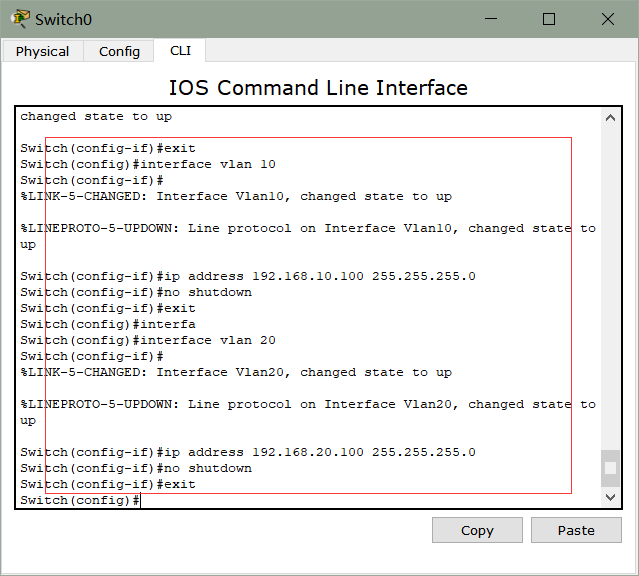 Switch0
Physical Config CLI
IOS Command Line Interface
changed state to up
Switch(config-if)#exit
Switch(config)#interface vlan 10
Switch(config-if)#
%LINK-5-CHANGED: Interface Vlan10, changed state to up
%LINEPROTO-5-UPDOWN: Line protocol on Interface Vlan10, changed state to
up
Switch(config-if)#ip address 192.168.10.100 255.255.255.0
Switch(config-if)#no shutdown
Switch(config-if)#exit
Switch(config)#interfa
Switch(config)#interface vlan 20
Switch(config-if)#
%LINK-5-CHANGED: Interface Vlan20, changed state to up
%LINEPROTO-5-UPDOWN: Line protocol on Interface Vlan20, changed state to
up
Switch(config-if)#ip address 192.168.20.100 255.255.255.0
Switch(config-if)#no shutdown
Switch(config-if)#exit
Switch(config)#
Copy Paste